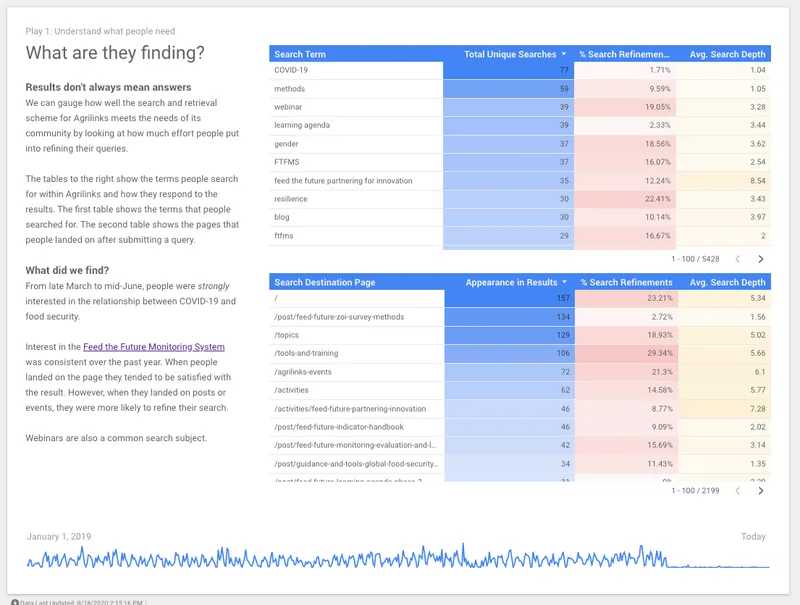 Play 1: Understand what people need
What are they finding?
Results don't always mean answers
We can gauge how well the search and retrieval
scheme for Agrilinks meets the needs of its
community by looking at how much effort people put
into refining their queries.
The tables to the right show the terms people search
for within Agrilinks and how they respond to the
results. The first table shows the terms that people
searched for. The second table shows the pages that
people landed on after submitting a query.
What did we find?
From late March to mid-June, people were strongly
interested in the relationship between COVID-19 and
food security.
Interest in the Feed the Future Monitoring System
was consistent over the past year. When people
landed on the page they tended to be satisfied with
the result. However, when they landed on posts or
events, they were more likely to refine their search.
Webinars are also a common search subject.
Search Term Total Unique Searches % Search Refinemen... Avg. Search Depth
COVID-19 77 1.71% 1.04
methods 59 9.59% 1.05
webinar 39 19.05% 3.28
learning agenda 39 2.33% 3.44
gender 37 18.56% 3.62
FTFMS 37 16.07% 2.54
feed the future partnering for innovation 35 12.24% 8.54
resilience 30 22.41% 3.43
blog 30 10.14% 3.97
ftfms 29 16.67% 2
1 - 100 / 5428
Search Destination Page Appearance in Results % Search Refinements Avg. Search Depth
/ 157 23.21% 5.34
/post/feed-future-zoi-survey-methods 134 2.72% 1.56
/topics 129 18.93% 5.02
/tools-and-training 106 29.34% 5.66
/agrilinks-events 72 21.3% 6.1
/activities 62 14.58% 5.77
/activities/feed-future-partnering-innovation 46 8.77% 7.28
/post/feed-future-indicator-handbook 46 9.09% 2.02
/post/feed-future-monitoring-evaluation-and-l... 42 15.69% 3.14
/post/guidance-and-tools-global-food-security... 34 11.43% 1.35
/post/feed-future-learning-agenda-phase-2 31 0%
1 - 100 / 2199
January 1, 2019 Today
Data Last Updated: 8/18/2020 2:15:16 PM